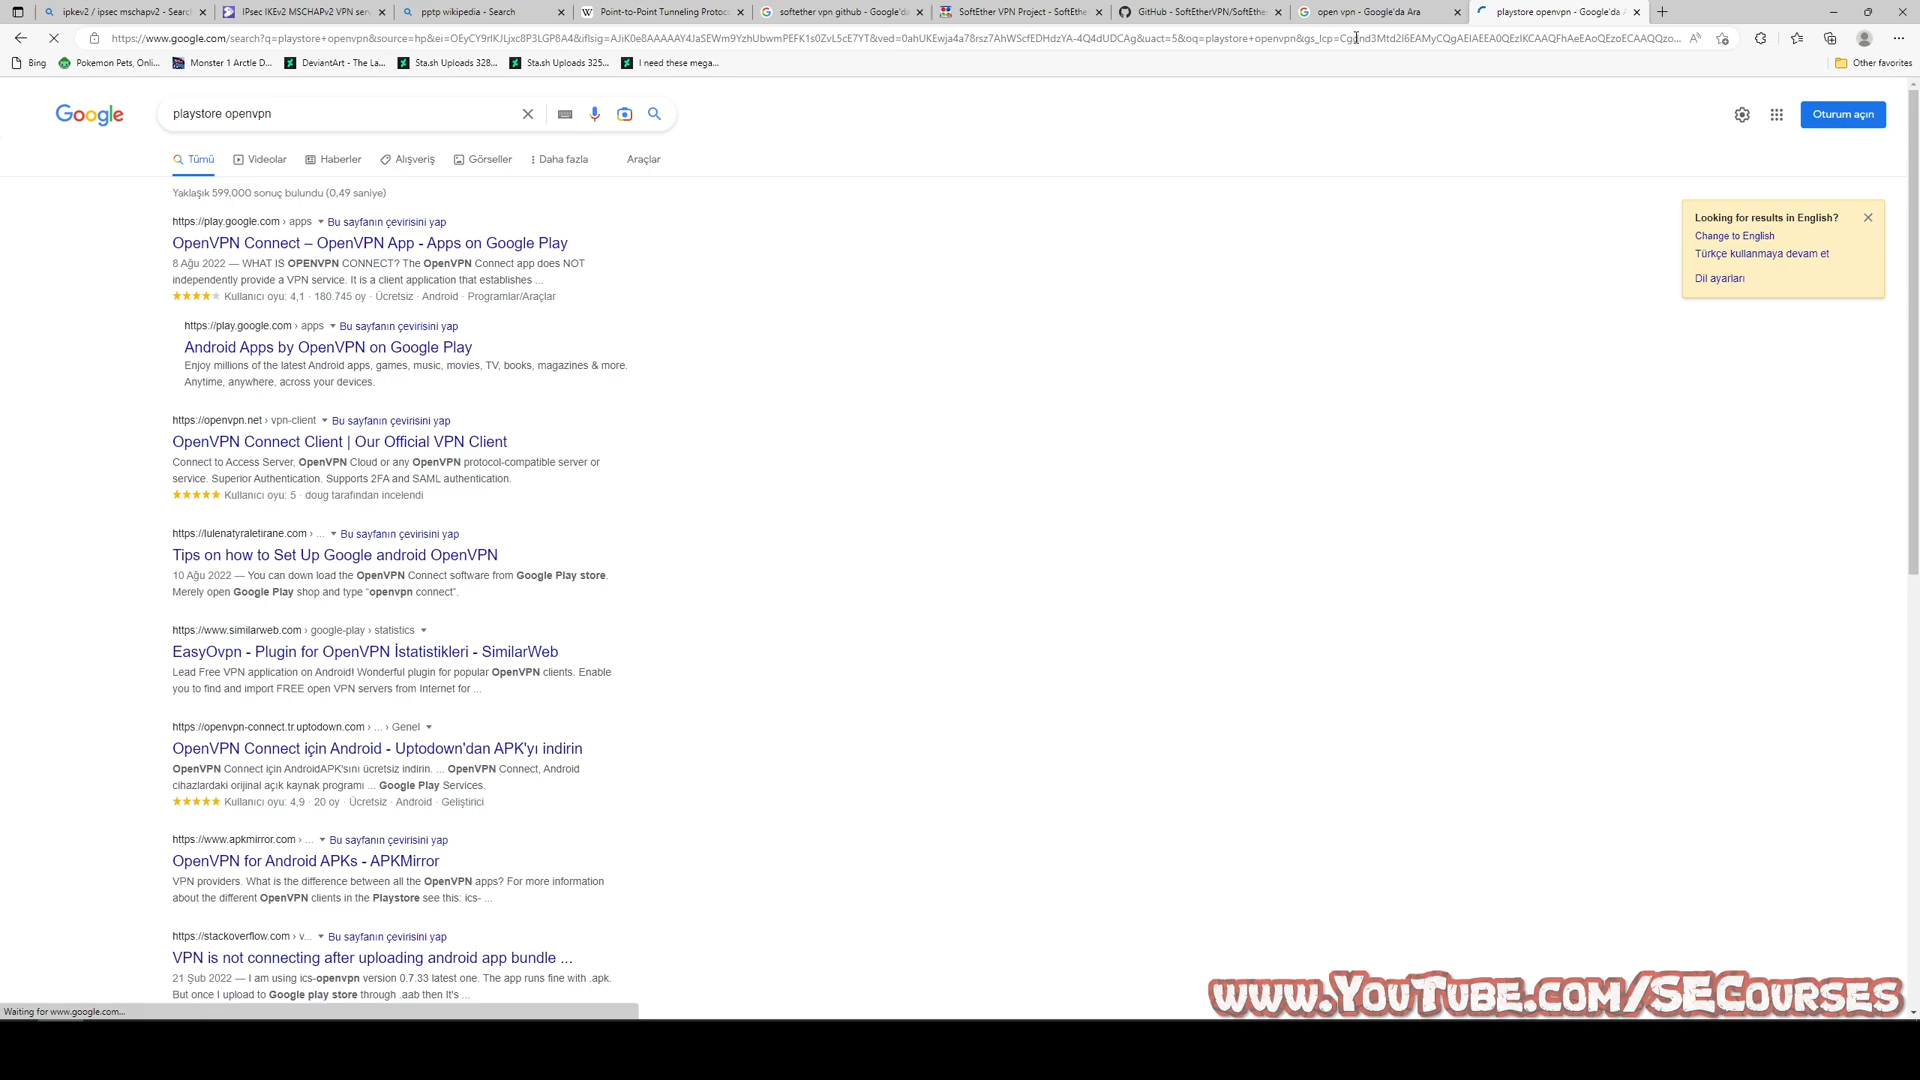 ipkev2 / ipsec mschapv2 - Searc
IPsec IKEv2 MSCHAPv2 VPN serv
pptp wikipedia - Search
Point-to-Point Tunneling Protoco
softether vpn github - Google'da
SoftEther VPN Project - SoftEthe
GitHub - SoftEtherVPN/SoftEther
open vpn - Google'da Ara
playstore openvpn - Google'da A
Bing
Pokemon Pets, Onli...
Monster 1 Arctle D...
DeviantArt - The La...
Sta.sh Uploads 328...
Sta.sh Uploads 325...
I need these mega...
Other favorites
Google
playstore openvpn
Oturum açın
Tümü
Videolar
Haberler
Alışveriş
Görseller
Daha fazla
Araçlar
Yaklaşık 599.000 sonuç bulundu (0,49 saniye)
https://play.google.com › apps
Bu sayfanın çevirisini yap
OpenVPN Connect – OpenVPN App - Apps on Google Play
8 Ağu 2022 — WHAT IS OPENVPN CONNECT? The OpenVPN Connect app does NOT
independently provide a VPN service. It is a client application that establishes ...
Kullanıcı oyu: 4,1 · 180.745 oy · Ücretsiz · Android · Programlar/Araçlar
https://play.google.com › apps
Bu sayfanın çevirisini yap
Android Apps by OpenVPN on Google Play
Enjoy millions of the latest Android apps, games, music, movies, TV, books, magazines & more.
Anytime, anywhere, across your devices.
https://openvpn.net › vpn-client
Bu sayfanın çevirisini yap
OpenVPN Connect Client | Our Official VPN Client
Connect to Access Server, OpenVPN Cloud or any OpenVPN protocol-compatible server or
service. Superior Authentication. Supports 2FA and SAML authentication.
Kullanıcı oyu: 5 · doug tarafından incelendi
https://lulenatyraletirane.com › ...
Bu sayfanın çevirisini yap
Tips on how to Set Up Google android OpenVPN
10 Ağu 2022 — You can down load the OpenVPN Connect software from Google Play store.
Merely open Google Play shop and type “openvpn connect”.
https://www.similarweb.com › google-play › statistics
EasyOvpn - Plugin for OpenVPN İstatistikleri - SimilarWeb
Lead Free VPN application on Android! Wonderful plugin for popular OpenVPN clients. Enable
you to find and import FREE open VPN servers from Internet for ...
https://openvpn-connect.tr.uptodown.com › ... › Genel
OpenVPN Connect için Android - Uptodown'dan APK'yı indirin
OpenVPN Connect için AndroidAPK'sını ücretsiz indirin. ... OpenVPN Connect, Android
cihazlardaki orijinal açık kaynak programı ... Google Play Services.
Kullanıcı oyu: 4,9 · 20 oy · Ücretsiz · Android · Geliştirici
https://www.apkmirror.com › ...
Bu sayfanın çevirisini yap
OpenVPN for Android APKs - APKMirror
VPN providers. What is the difference between all the OpenVPN apps? For more information
about the different OpenVPN clients in the Playstore see this: ics- ...
https://stackoverflow.com › v...
Bu sayfanın çevirisini yap
VPN is not connecting after uploading android app bundle ...
21 Şub 2022 — I am using ics-openvpn version 0.7.33 latest one. The app runs fine with .apk.
But once I upload to Google play store through .aab then It's ...
Looking for results in English?
Change to English
Türkçe kullanmaya devam et
Dil ayarları
Waiting for www.google.com...
www.YouTube.com/SECourses